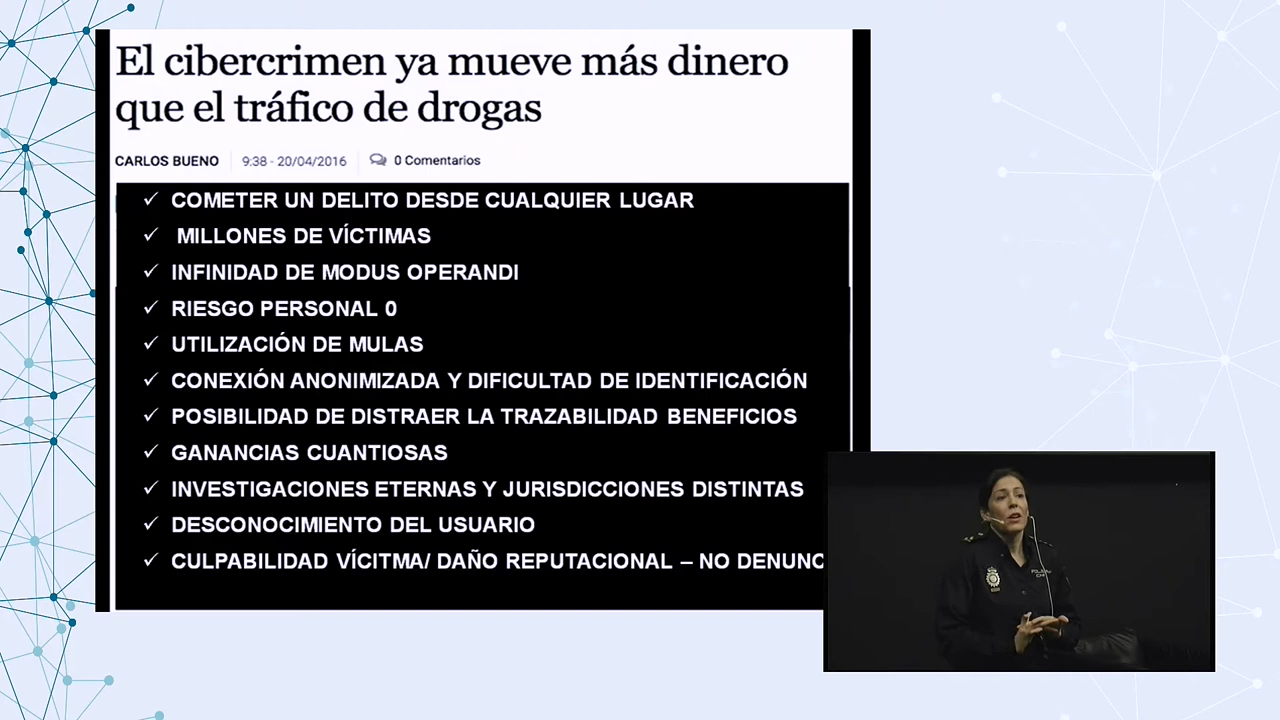 El cibercrimen ya mueve más dinero
que el tráfico de drogas
CARLOS BUENO 9:38 - 20/04/2016 0 Comentarios
COMETER UN DELITO DESDE CUALQUIER LUGAR
MILLONES DE VÍCTIMAS
INFINIDAD DE MODUS OPERANDI
RIESGO PERSONAL 0
UTILIZACIÓN DE MULAS
CONEXIÓN ANONIMIZADA Y DIFICULTAD DE IDENTIFICACIÓN
POSIBILIDAD DE DISTRAER LA TRAZABILIDAD BENEFICIOS
GANANCIAS CUANTIOSAS
INVESTIGACIONES ETERNAS Y JURISDICCIONES DISTINTAS
DESCONOCIMIENTO DEL USUARIO
CULPABILIDAD VÍCITMA/ DAÑO REPUTACIONAL – NO DENUNC